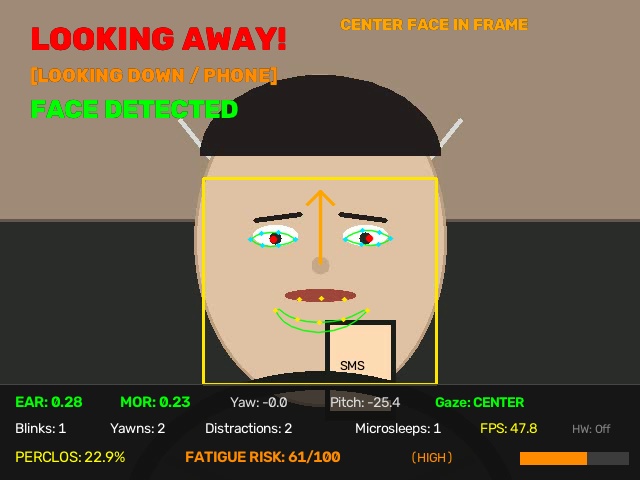 LOOKING AWAY!
CENTER FACE IN FRAME
[LOOKING DOWN / PHONE]
FACE DETECTED
SMS
EAR: 0.28 MOR: 0.23 Yaw: -0.0 Pitch: -25.4 Gaze: CENTER
Blinks: 1 Yawns: 2 Distractions: 2 Microsleeps: 1 FPS: 47.8 HW: Off
PERCLOS: 22.9% FATIGUE RISK: 61/100 (HIGH)